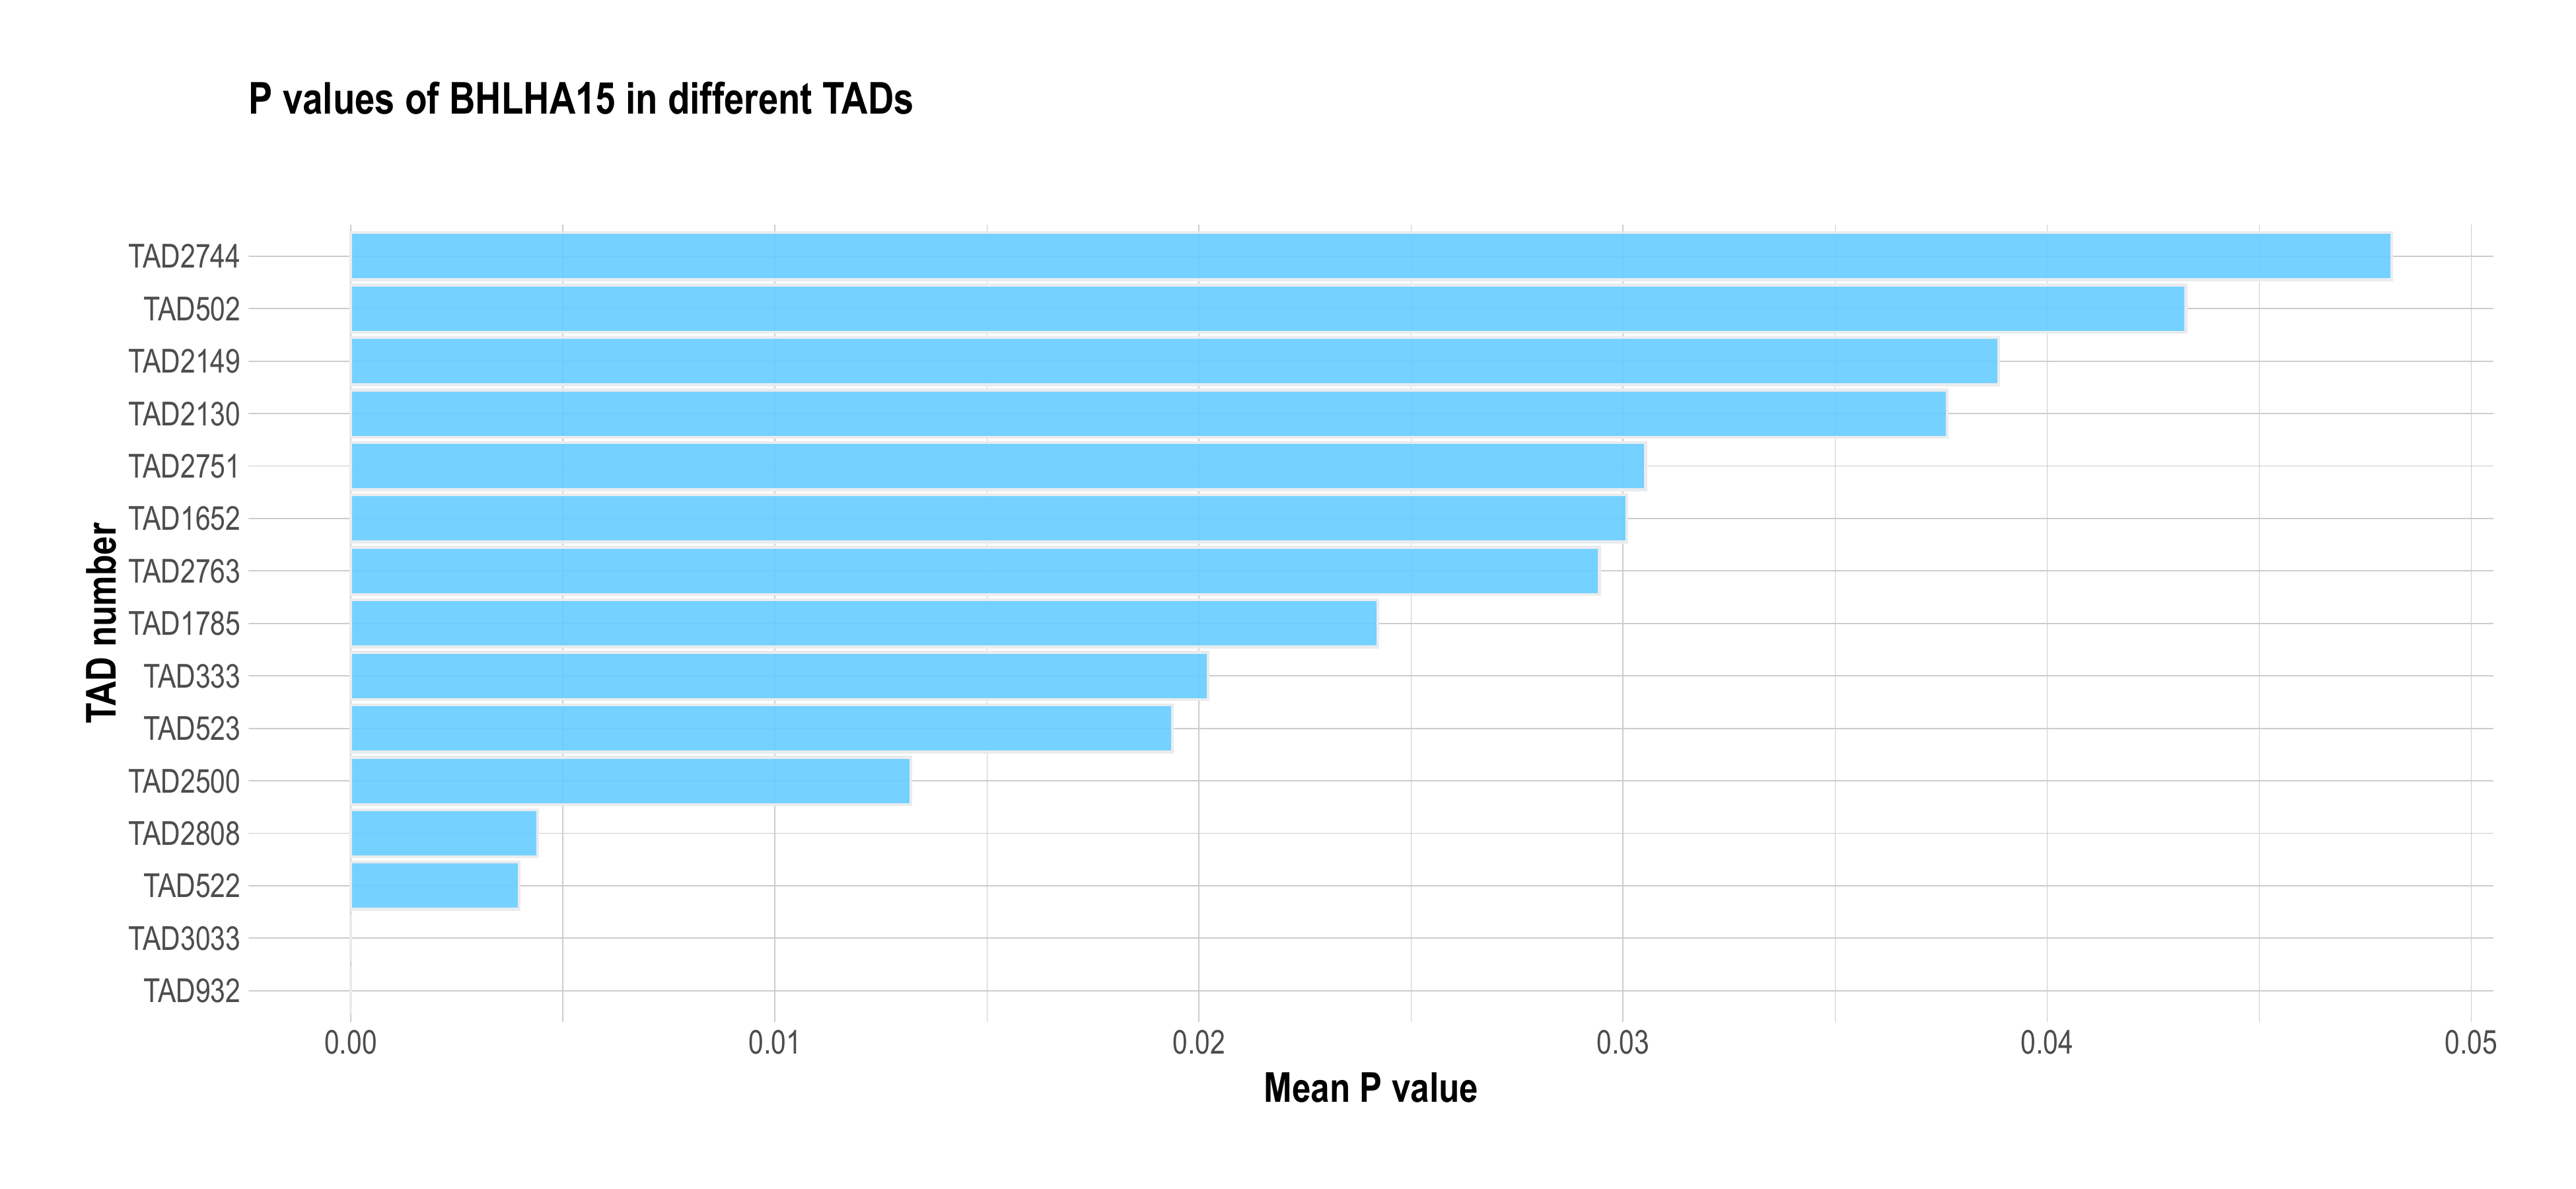 P values of BHLHA15 in different TADs
TAD number
TAD2744
TAD502
TAD2149
TAD2130
TAD2751
TAD1652
TAD2763
TAD1785
TAD333
TAD523
TAD2500
TAD2808
TAD522
TAD3033
TAD932
0.00 0.01 0.02 0.03 0.04 0.05
Mean P value